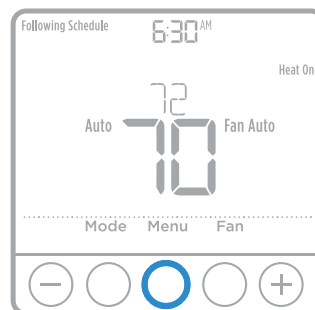 Following Schedule 6:30 AM
Heat On
72
Auto 70 Fan Auto
Mode Menu Fan
− +